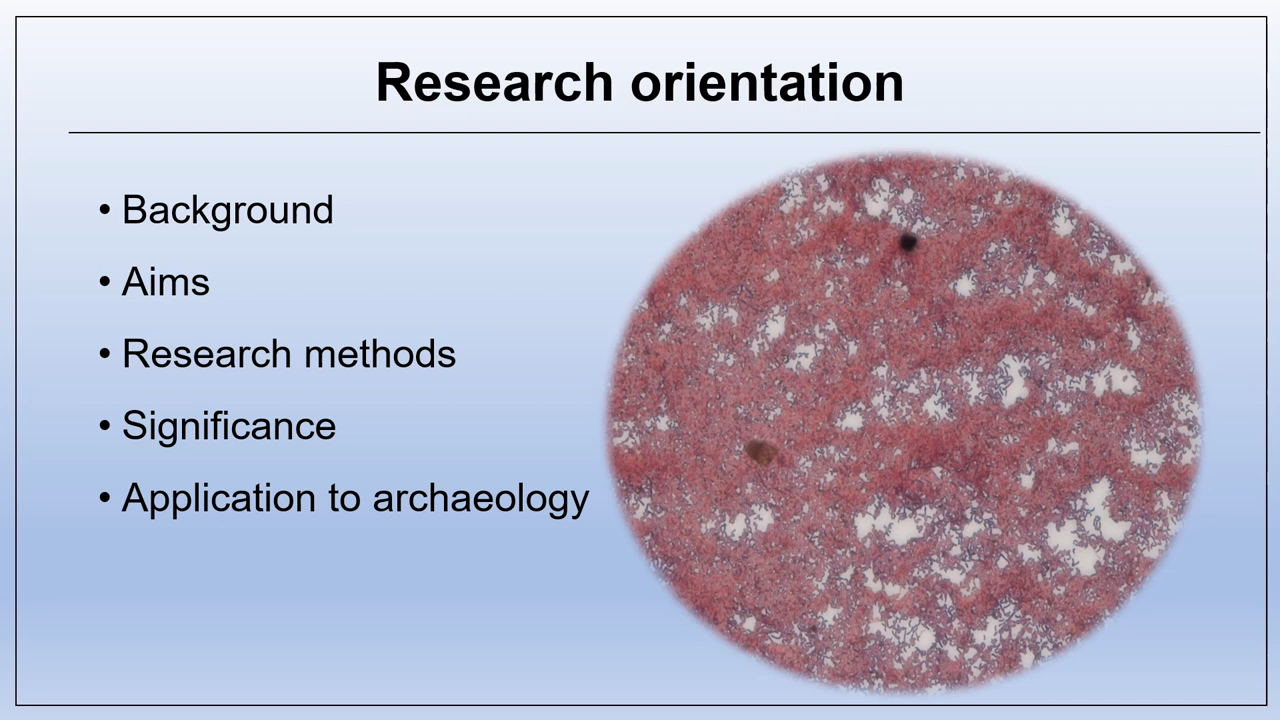 Research orientation
• Background
• Aims
• Research methods
• Significance
• Application to archaeology